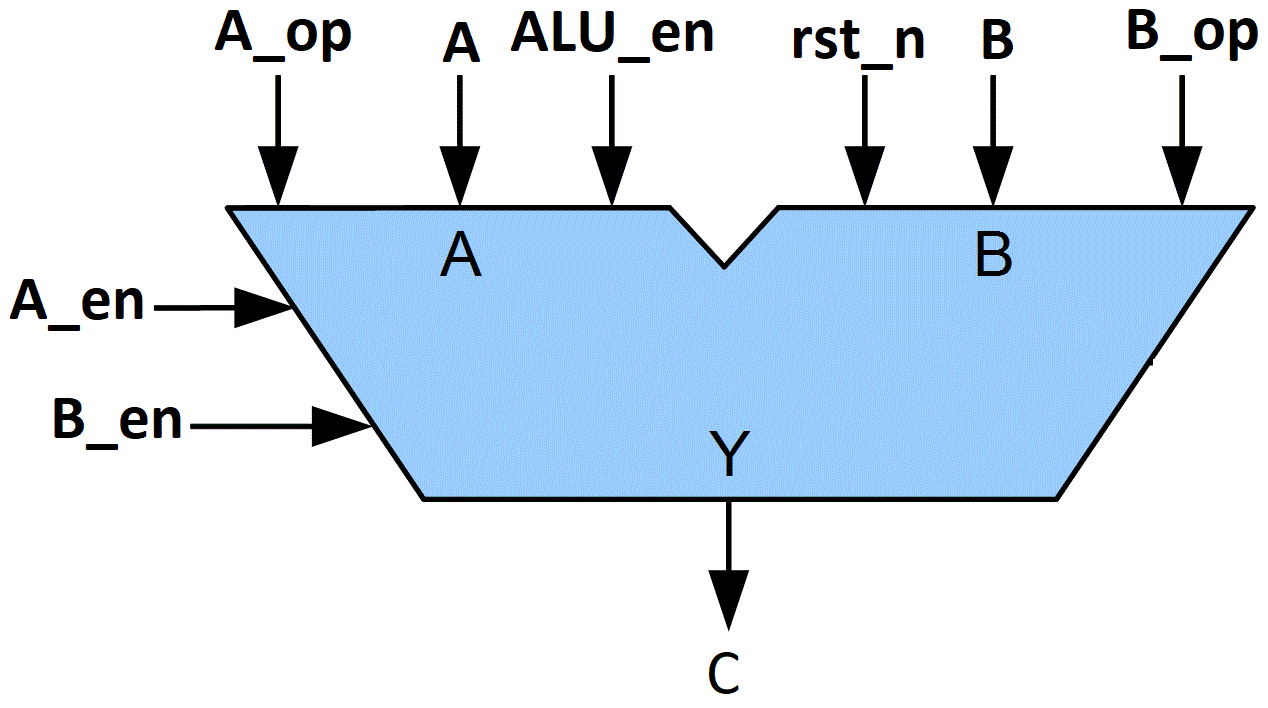 A_op A ALU_en rst_n B B_op
A B
A_en
B_en
Y
C